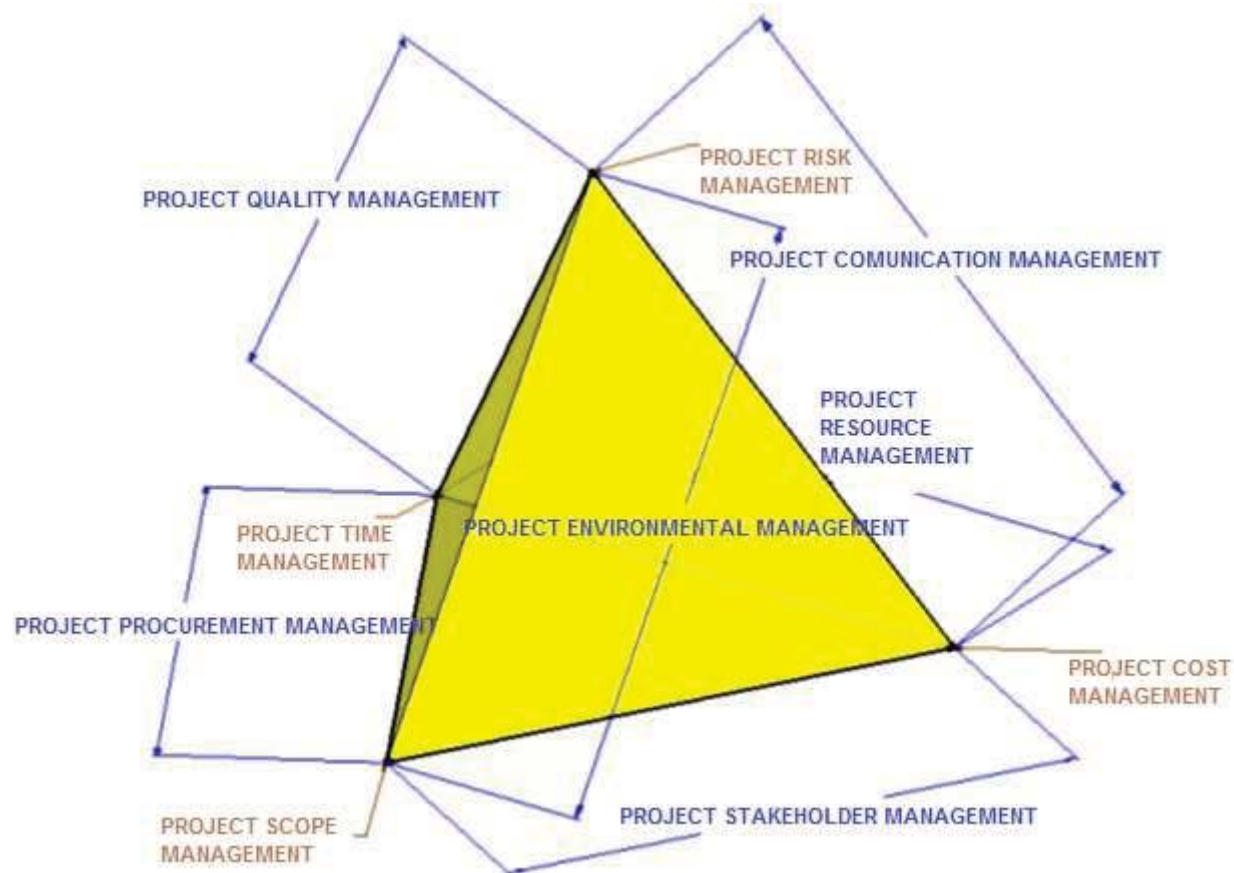 PROJECT RISK
MANAGEMENT
PROJECT QUALITY MANAGEMENT
PROJECT COMUNICATION MANAGEMENT
PROJECT
RESOURCE
MANAGEMENT
PROJECT TIME
MANAGEMENT
PROJECT ENVIRONMENTAL MANAGEMENT
PROJECT PROCUREMENT MANAGEMENT
PROJECT COST
MANAGEMENT
PROJECT SCOPE
MANAGEMENT
PROJECT STAKEHOLDER MANAGEMENT